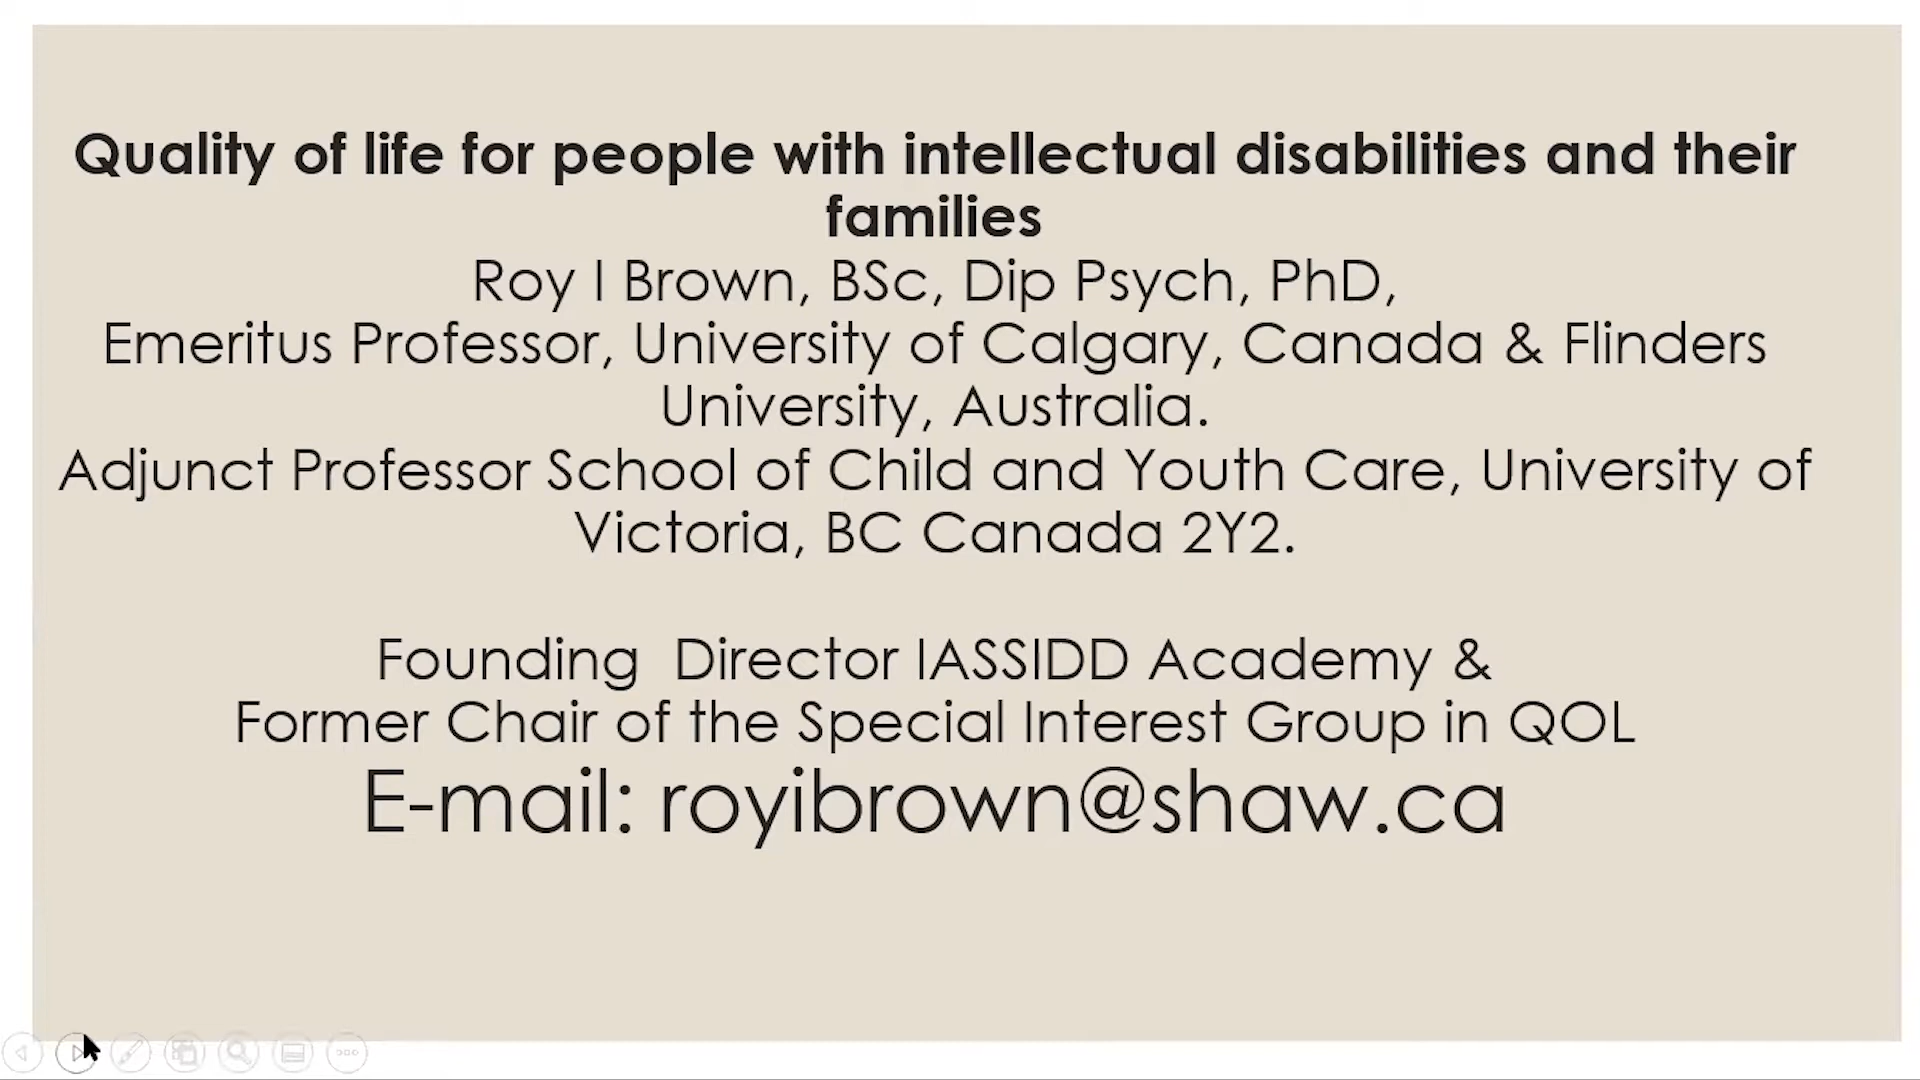 Quality of life for people with intellectual disabilities and their
families
Roy I Brown, BSc, Dip Psych, PhD,
Emeritus Professor, University of Calgary, Canada & Flinders
University, Australia.
Adjunct Professor School of Child and Youth Care, University of
Victoria, BC Canada 2Y2.
Founding  Director IASSIDD Academy &
Former Chair of the Special Interest Group in QOL
E-mail: royibrown@shaw.ca